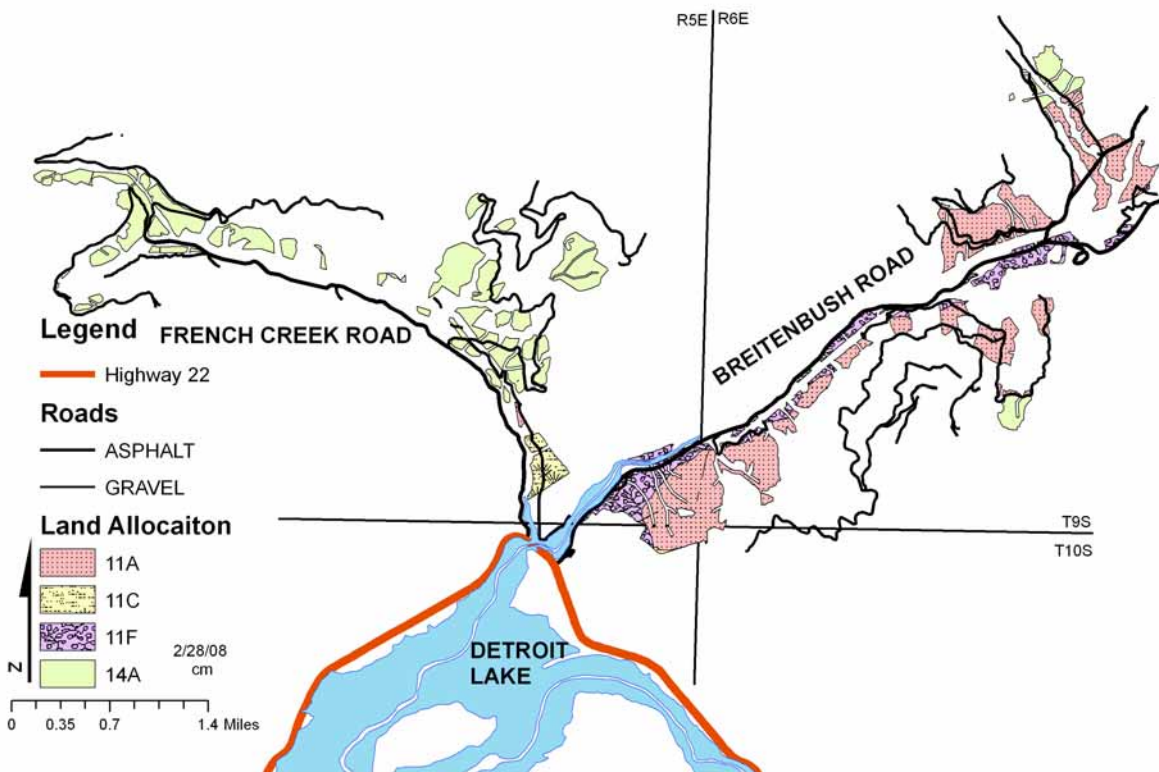 R5E R6E
BREITENBUSH ROAD
Legend
FRENCH CREEK ROAD
Highway 22
Roads
ASPHALT
GRAVEL
Land Allocaiton
T9S
T10S
11A
11C
11F
14A
2/28/08
cm
N
0 0.35 0.7 1.4 Miles
DETROIT
LAKE